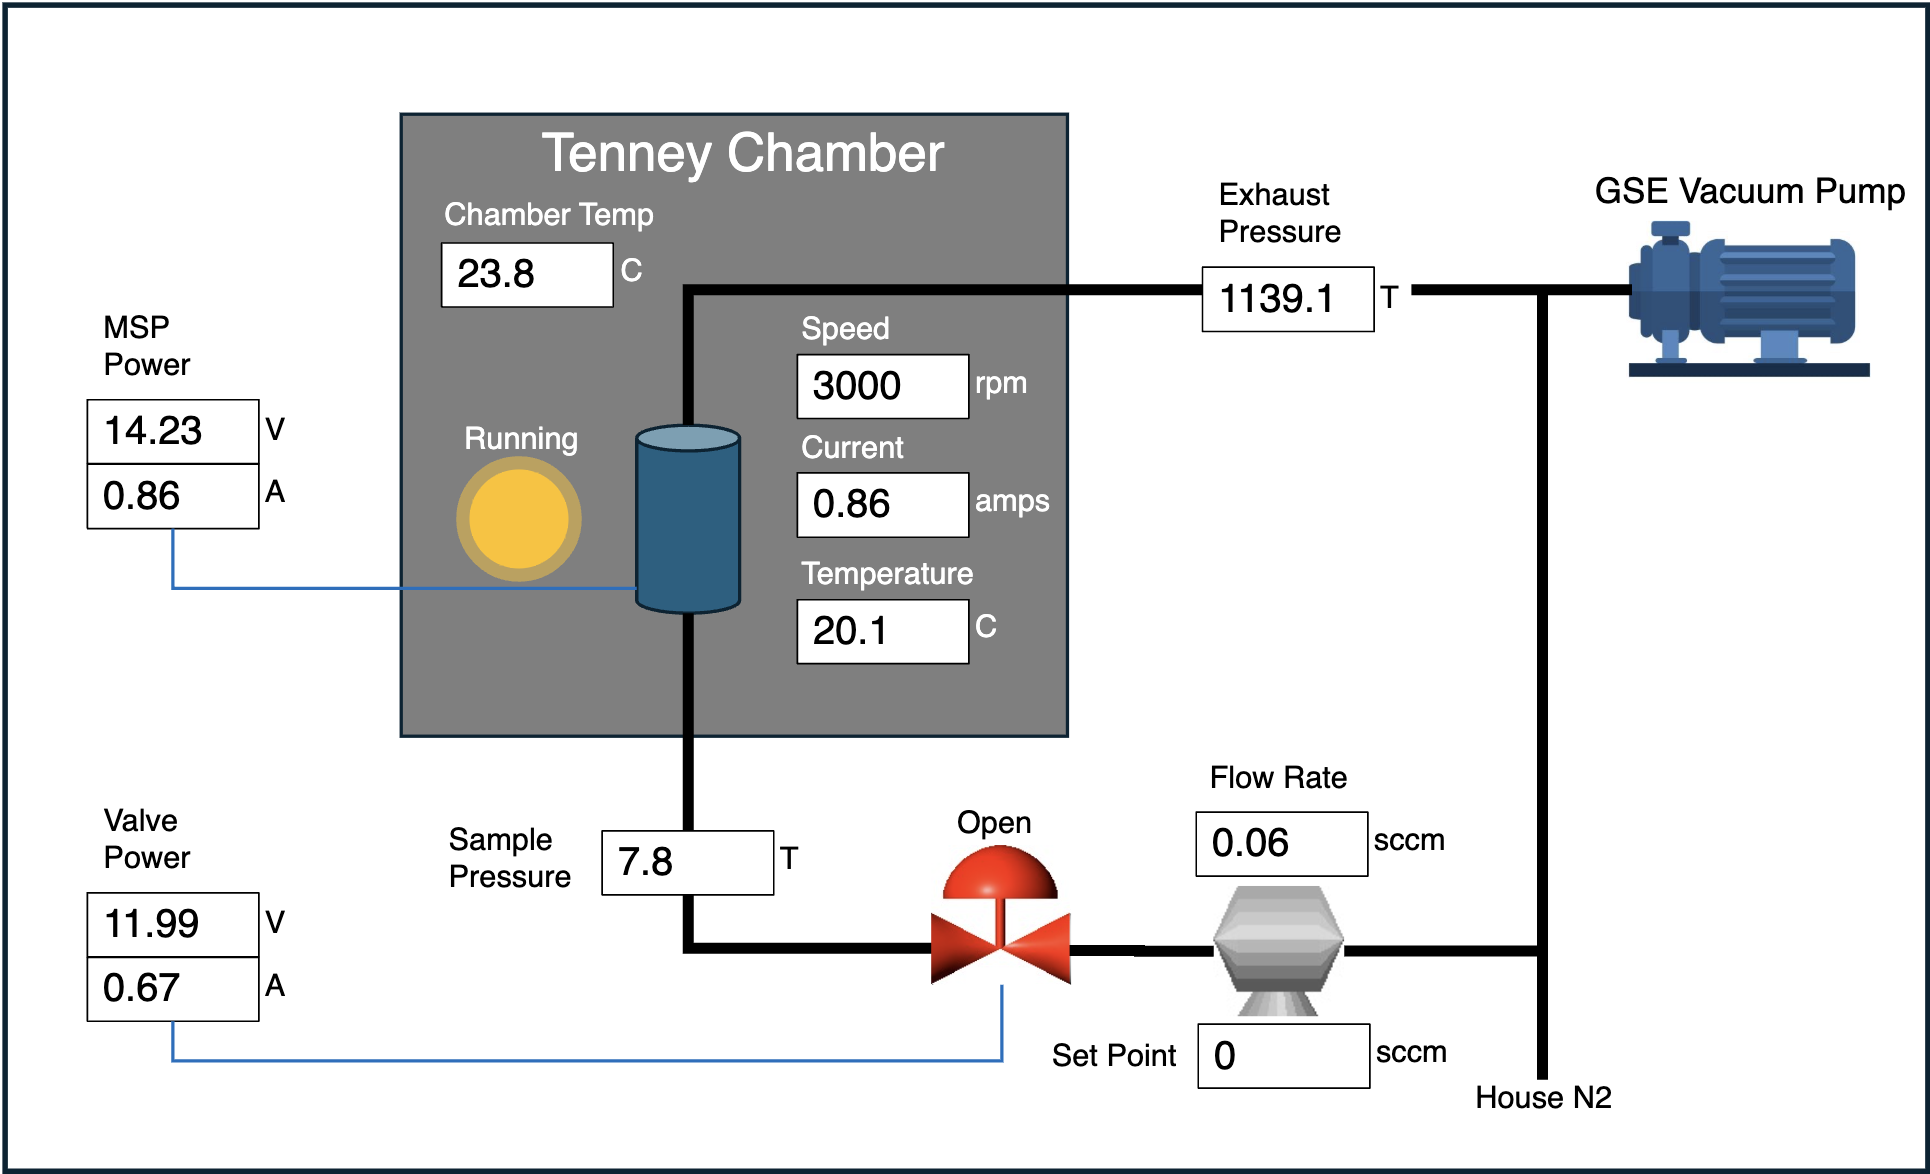 Tenney Chamber
Chamber Temp
23.8 C
Exhaust
Pressure
1139.1 T
GSE Vacuum Pump
MSP
Power
14.23 V
0.86 A
Running
Speed
3000 rpm
Current
0.86 amps
Temperature
20.1 C
Valve
Power
11.99 V
0.67 A
Sample
Pressure
7.8 T
Open
Flow Rate
0.06 sccm
Set Point 0 sccm
House N2